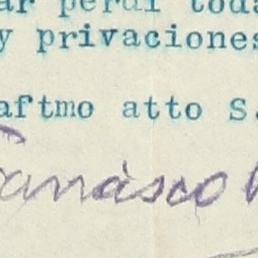 ar perdi toda
y privaciones
aftmo atto S.